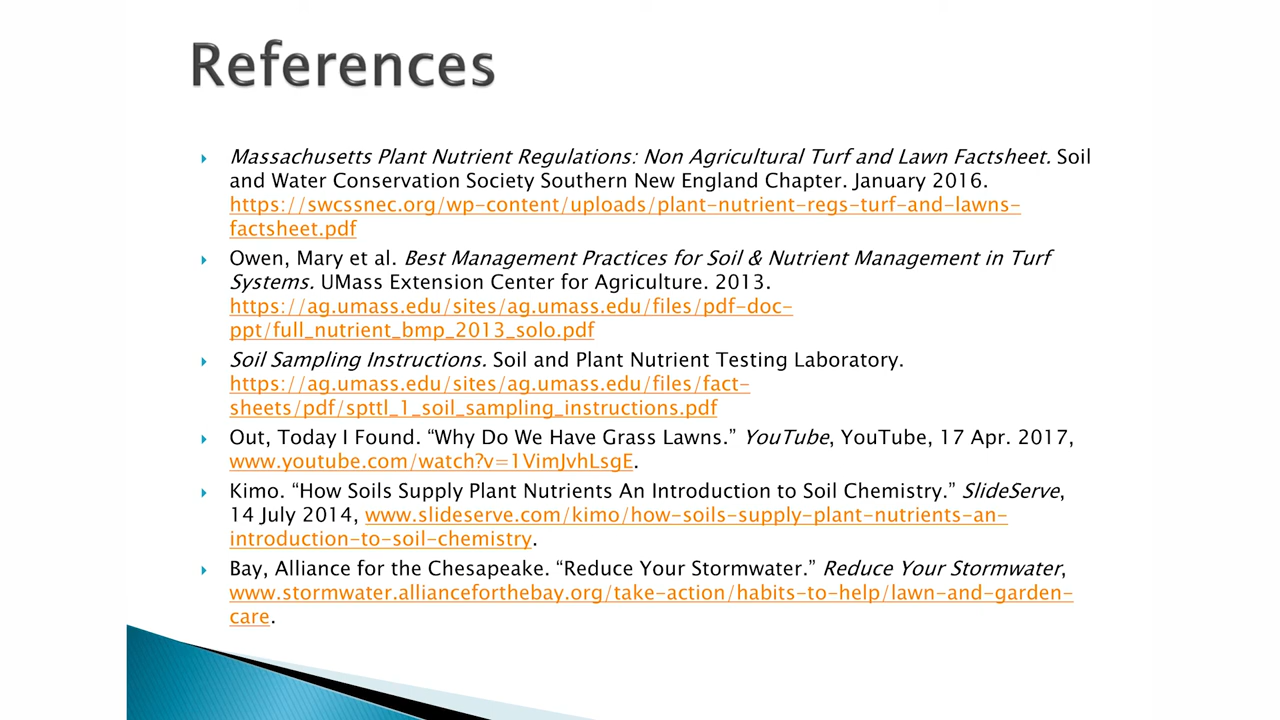 References
Massachusetts Plant Nutrient Regulations: Non Agricultural Turf and Lawn Factsheet. Soil
and Water Conservation Society Southern New England Chapter. January 2016.
https://swcssnec.org/wp-content/uploads/plant-nutrient-regs-turf-and-lawns-
factsheet.pdf
Owen, Mary et al. Best Management Practices for Soil & Nutrient Management in Turf
Systems. UMass Extension Center for Agriculture. 2013.
https://ag.umass.edu/sites/ag.umass.edu/files/pdf-doc-
ppt/full_nutrient_bmp_2013_solo.pdf
Soil Sampling Instructions. Soil and Plant Nutrient Testing Laboratory.
https://ag.umass.edu/sites/ag.umass.edu/files/fact-
sheets/pdf/spttl_1_soil_sampling_instructions.pdf
Out, Today I Found. “Why Do We Have Grass Lawns.” YouTube, YouTube, 17 Apr. 2017,
www.youtube.com/watch?v=1VimJvhLsgE.
Kimo. “How Soils Supply Plant Nutrients An Introduction to Soil Chemistry.” SlideServe,
14 July 2014, www.slideserve.com/kimo/how-soils-supply-plant-nutrients-an-
introduction-to-soil-chemistry.
Bay, Alliance for the Chesapeake. “Reduce Your Stormwater.” Reduce Your Stormwater,
www.stormwater.allianceforthebay.org/take-action/habits-to-help/lawn-and-garden-
care.